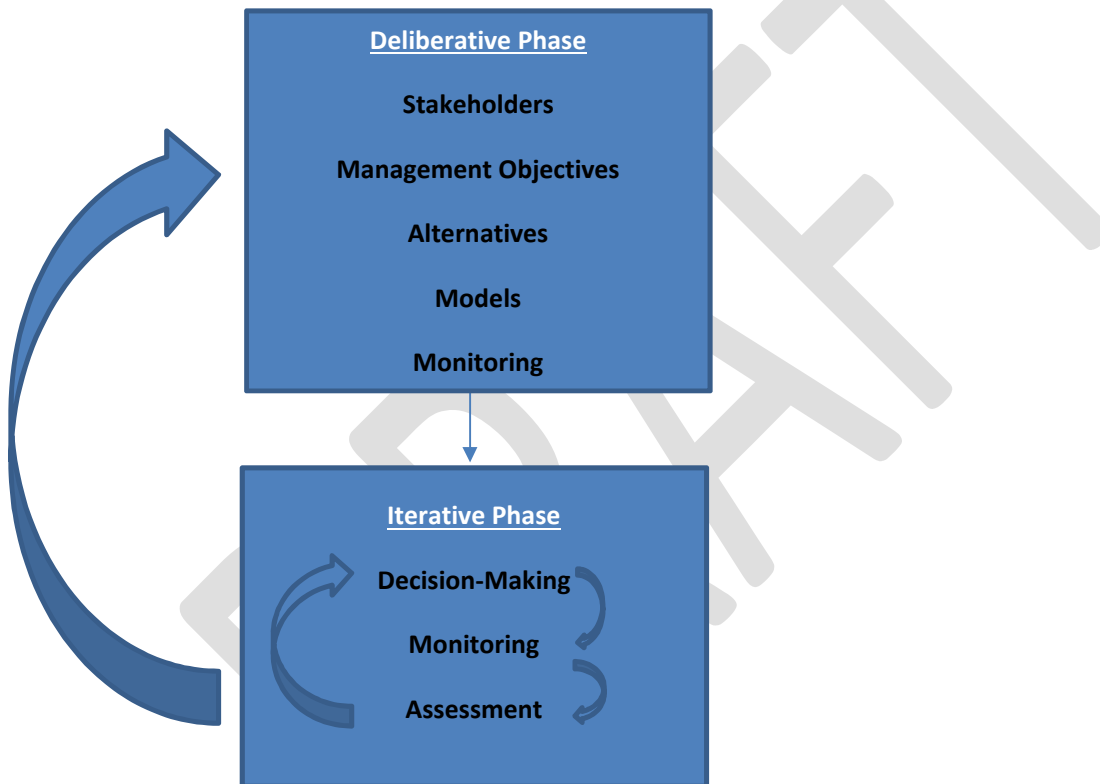 Deliberative Phase
Stakeholders
Management Objectives
Alternatives
Models
Monitoring
Iterative Phase
Decision-Making
Monitoring
Assessment
DRAFT